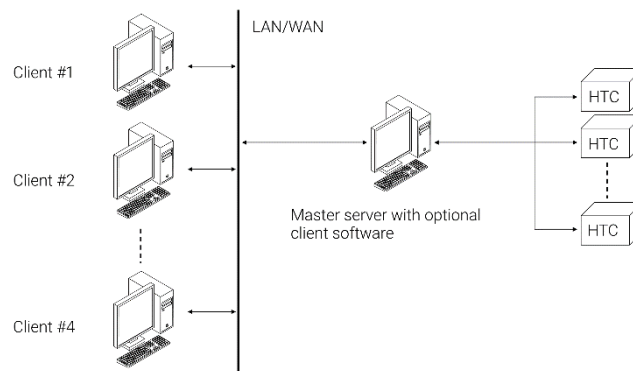 LAN/WAN
Client #1
HTC
HTC
Client #2
Master server with optional
client software
HTC
Client #4